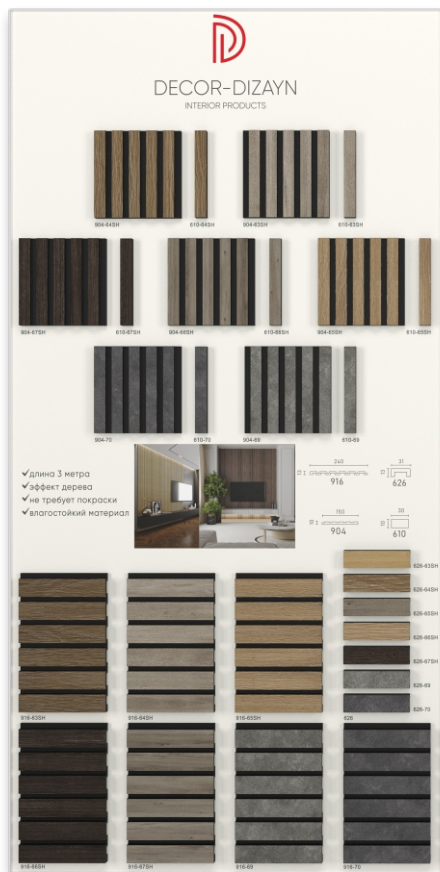 DECOR-DIZAYN
INTERIOR PRODUCTS
904-64SH 610-64SH 904-63SH 610-63SH
904-67SH 610-67SH 904-66SH 610-66SH 904-65SH 610-65SH
904-70 610-70 904-69 610-69
✓длина 3 метра
✓эффект дерева
✓не требует покраски
✓влагостойкий материал
240 31
12 12
916 626
150 30
10
904 610
626-63SH
626-64SH
626-65SH
626-66SH
626-67SH
626-69
626-70
916-63SH 916-64SH 916-65SH 626
916-66SH 916-67SH 916-69 916-70